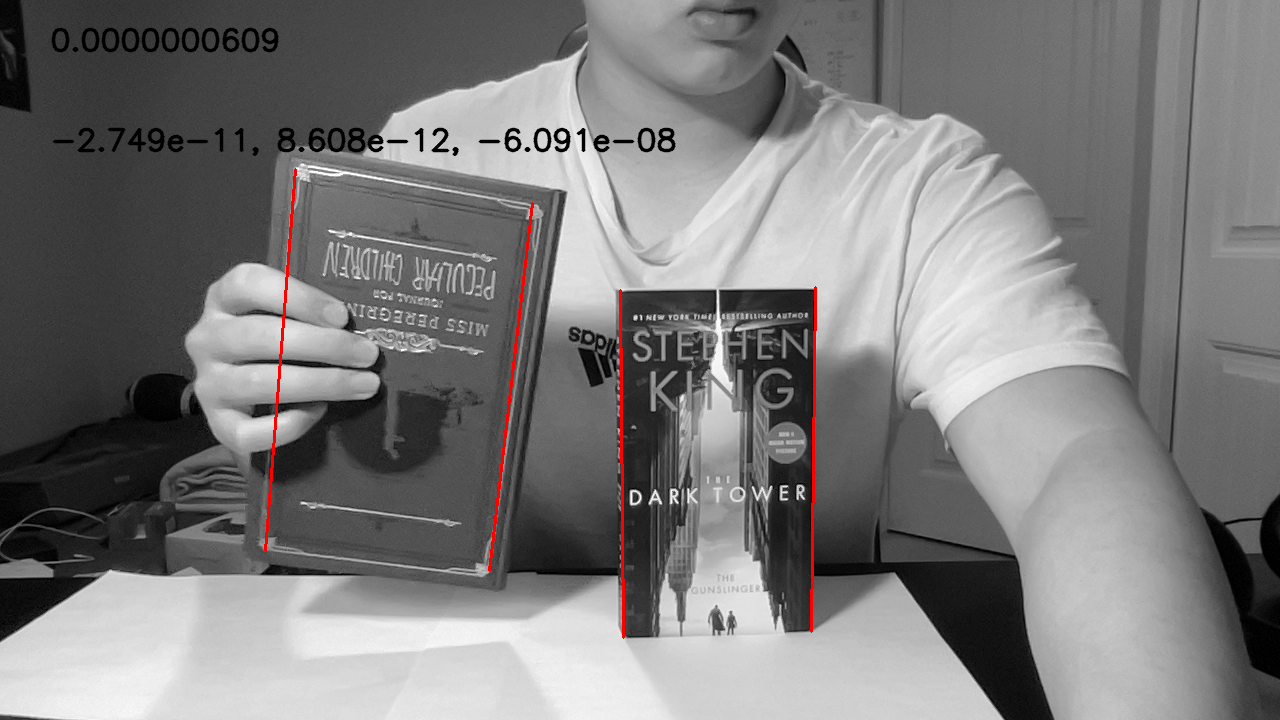 0.0000000609
−2.749e−11, 8.608e−12, −6.091e−08
PECULIAR CHILDREN
JOURNAL FOR
MISS PEREGRIN
adidas
#1 NEW YORK TIMES BESTSELLING AUTHOR
STEPHEN
KING
THE
DARK TOWER
THE
GUNSLINGER